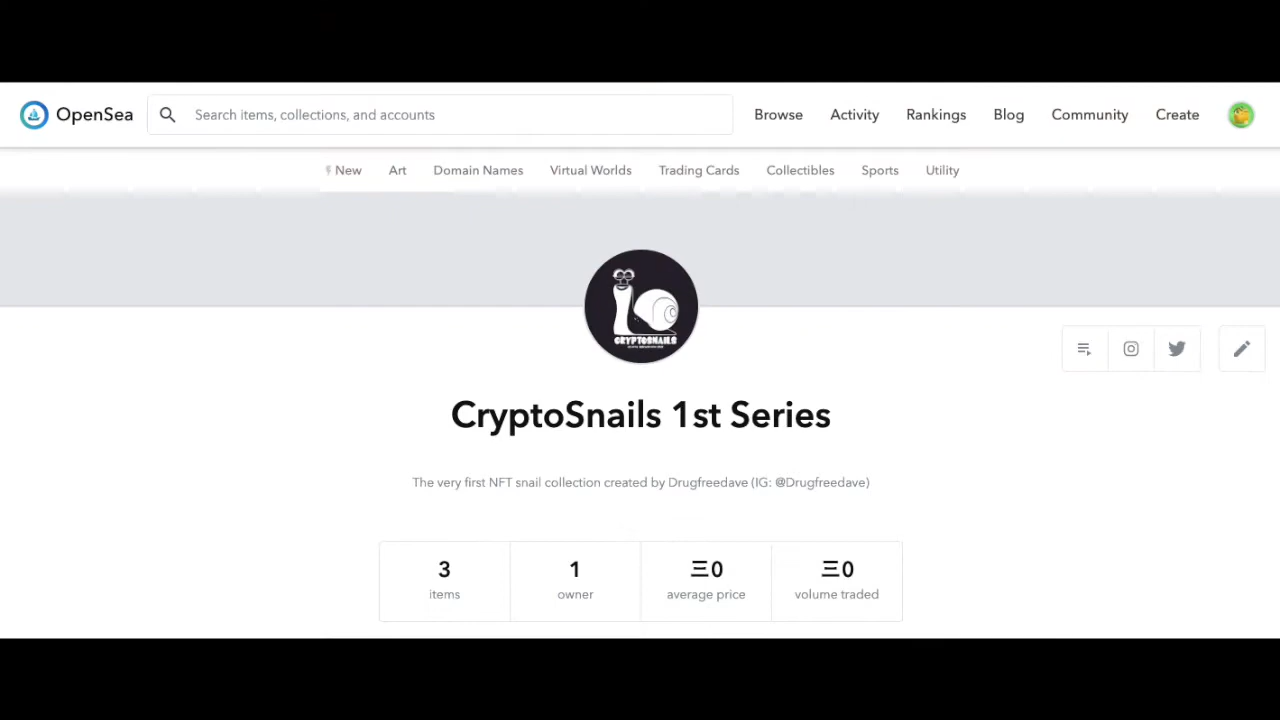 OpenSea
Search items, collections, and accounts
Browse Activity Rankings Blog Community Create
New Art Domain Names Virtual Worlds Trading Cards Collectibles Sports Utility
CRYPTOSNAILS
CryptoSnails 1st Series
The very first NFT snail collection created by Drugfreedave (IG: @Drugfreedave)
3 1 Ξ0 Ξ0
items owner average price volume traded